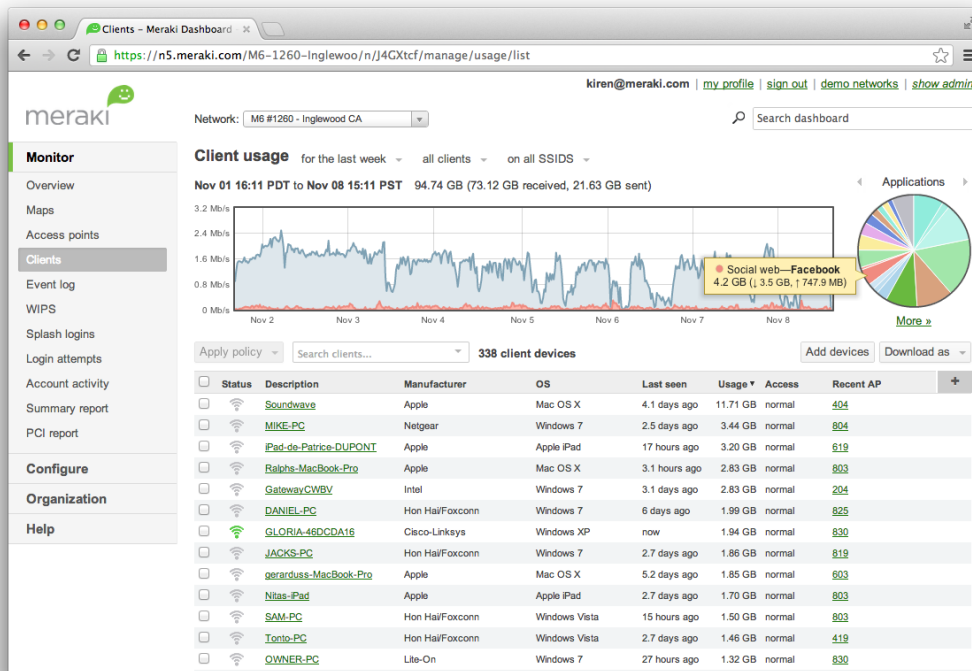 Clients - Meraki Dashboard
https://n5.meraki.com/M6-1260-Inglewoo/n/J4GXtcf/manage/usage/list
kiren@meraki.com | my profile | sign out | demo networks | show admin
meraki
Network: M6 #1260 - Inglewood CA
Search dashboard
Monitor
Overview
Maps
Access points
Clients
Event log
WIPS
Splash logins
Login attempts
Account activity
Summary report
PCI report
Configure
Organization
Help
Client usage for the last week all clients on all SSIDS
Nov 01 16:11 PDT to Nov 08 15:11 PST 94.74 GB (73.12 GB received, 21.63 GB sent)
Applications
3.2 Mb/s
2.4 Mb/s
1.6 Mb/s
0.8 Mb/s
0 Mb/s
Nov 2 Nov 3 Nov 4 Nov 5 Nov 6 Nov 7 Nov 8
Social web—Facebook
4.2 GB (↓ 3.5 GB, ↑ 747.9 MB)
More »
Apply policy Search clients... 338 client devices Add devices Download as
Status Description Manufacturer OS Last seen Usage ▼ Access Recent AP +
Soundwave Apple Mac OS X 4.1 days ago 11.71 GB normal 404
MIKE-PC Netgear Windows 7 2.5 days ago 3.44 GB normal 804
iPad-de-Patrice-DUPONT Apple Apple iPad 17 hours ago 3.20 GB normal 619
Ralphs-MacBook-Pro Apple Mac OS X 3.1 hours ago 2.83 GB normal 803
GatewayCWBV Intel Windows 7 3.1 days ago 2.83 GB normal 204
DANIEL-PC Hon Hai/Foxconn Windows 7 6 days ago 1.99 GB normal 825
GLORIA-46DCDA16 Cisco-Linksys Windows XP now 1.94 GB normal 830
JACKS-PC Hon Hai/Foxconn Windows 7 2.7 days ago 1.86 GB normal 819
gerarduss-MacBook-Pro Apple Mac OS X 5.2 days ago 1.85 GB normal 603
Nitas-iPad Apple Apple iPad 2.7 days ago 1.70 GB normal 803
SAM-PC Hon Hai/Foxconn Windows Vista 15 hours ago 1.50 GB normal 803
Tonto-PC Hon Hai/Foxconn Windows Vista 2.7 days ago 1.46 GB normal 419
OWNER-PC Lite-On Windows 7 27 hours ago 1.32 GB normal 830